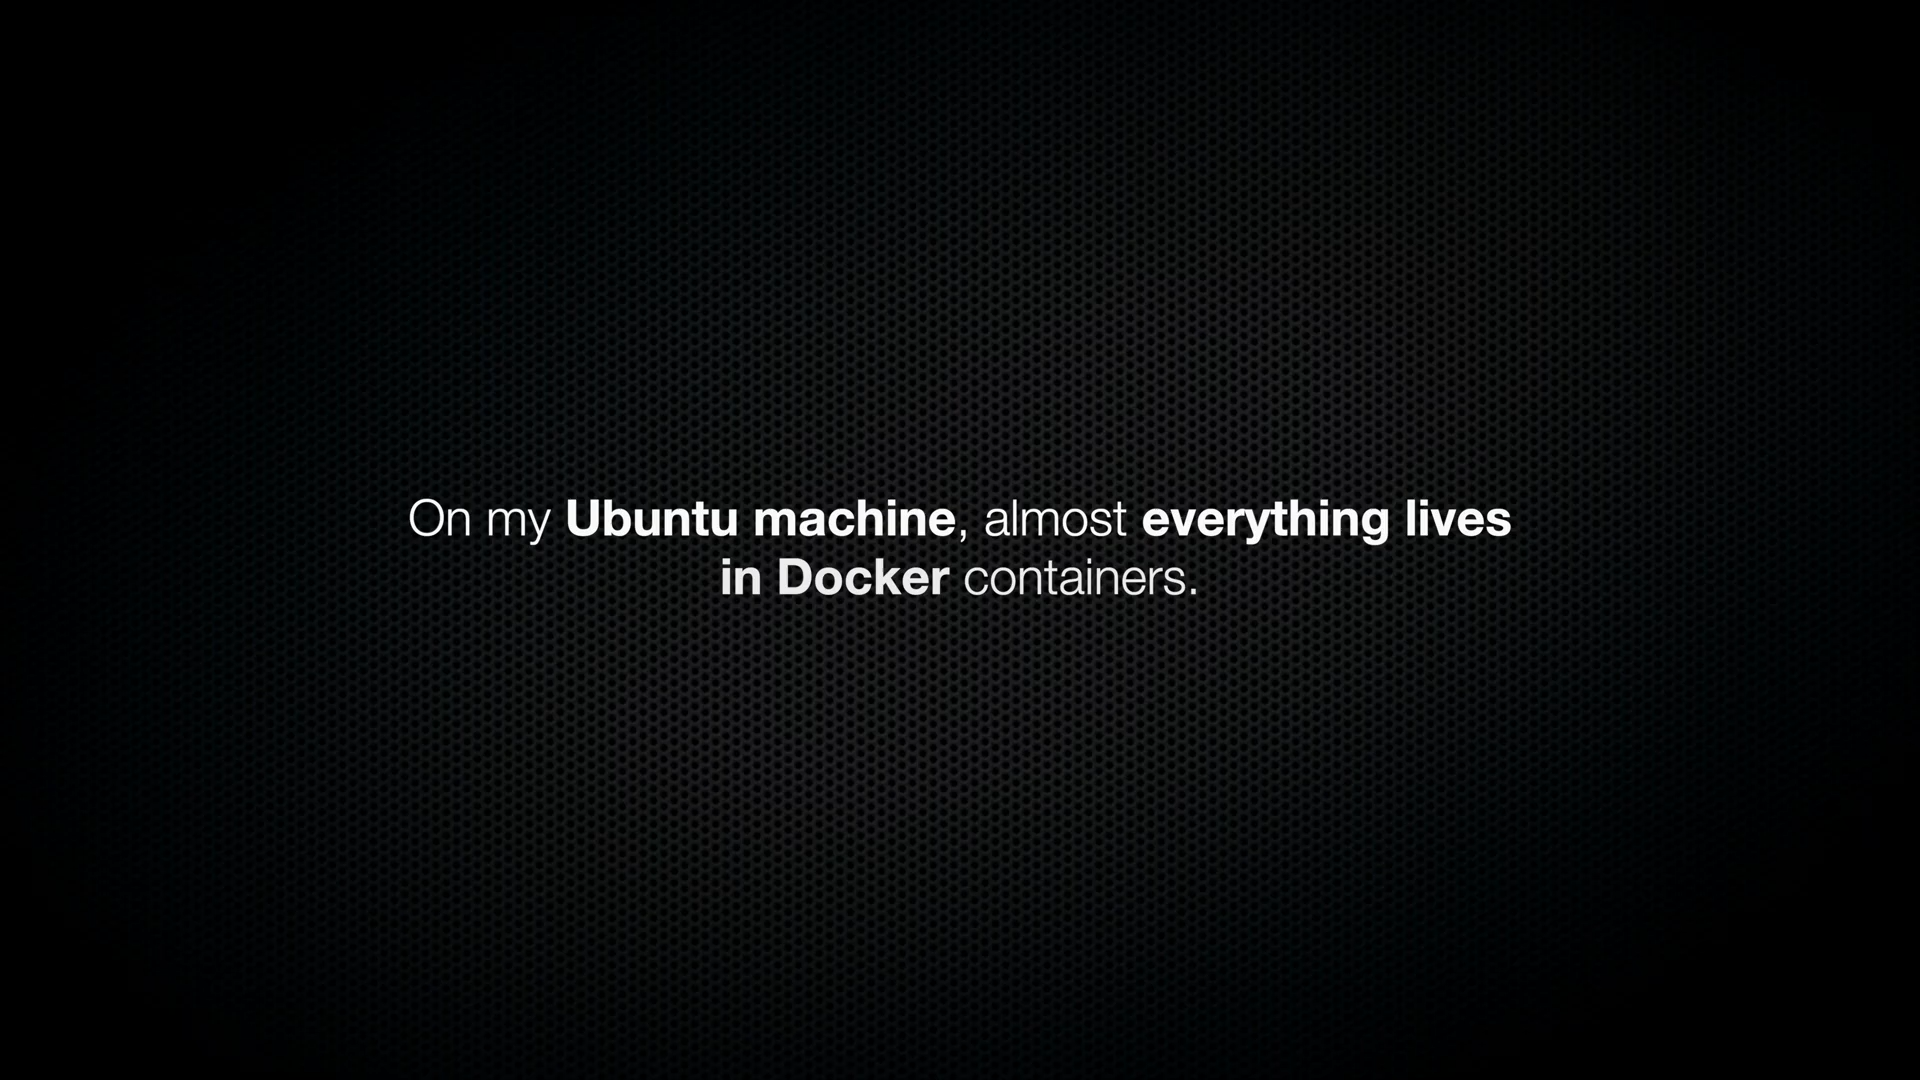 On my Ubuntu machine, almost everything lives
in Docker containers.